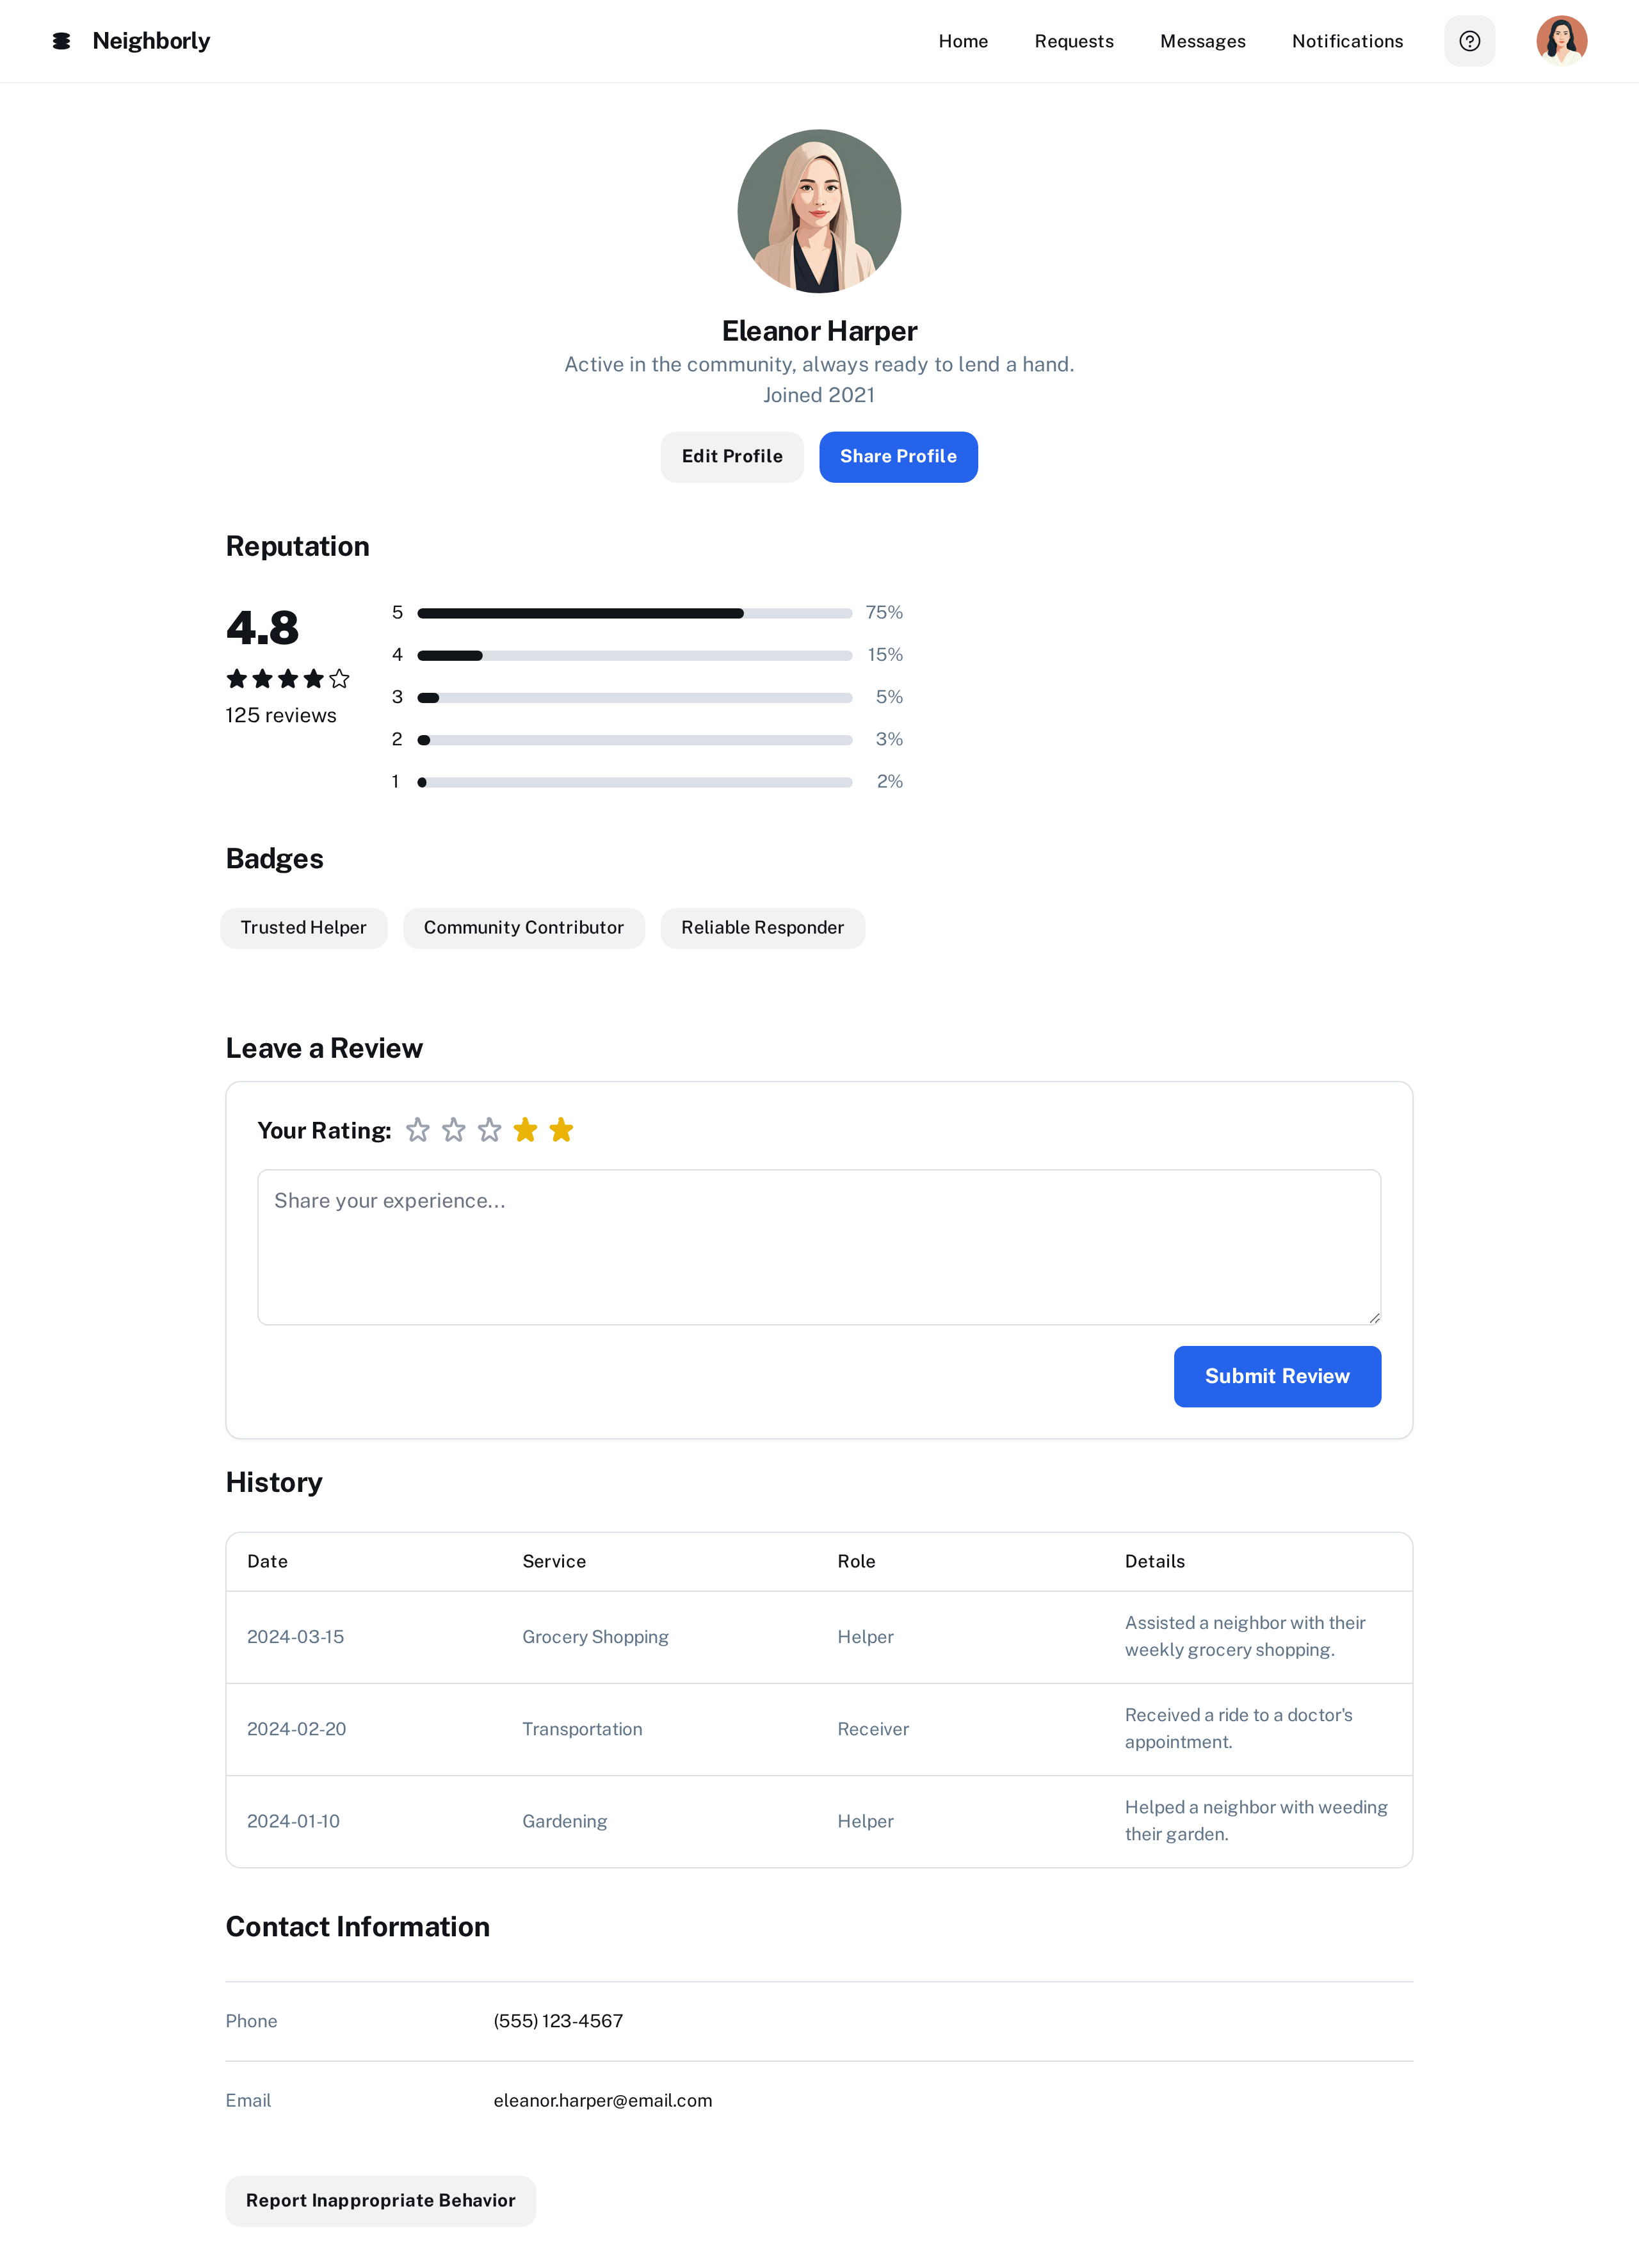 Neighborly
Home
Requests
Messages
Notifications
Eleanor Harper
Active in the community, always ready to lend a hand.
Joined 2021
Edit Profile
Share Profile
Reputation
4.8
125 reviews
5 75%
4 15%
3 5%
2 3%
1 2%
Badges
Trusted Helper
Community Contributor
Reliable Responder
Leave a Review
Your Rating:
Share your experience...
Submit Review
History
Date Service Role Details
2024-03-15 Grocery Shopping Helper Assisted a neighbor with their
weekly grocery shopping.
2024-02-20 Transportation Receiver Received a ride to a doctor's
appointment.
2024-01-10 Gardening Helper Helped a neighbor with weeding
their garden.
Contact Information
Phone (555) 123-4567
Email eleanor.harper@email.com
Report Inappropriate Behavior